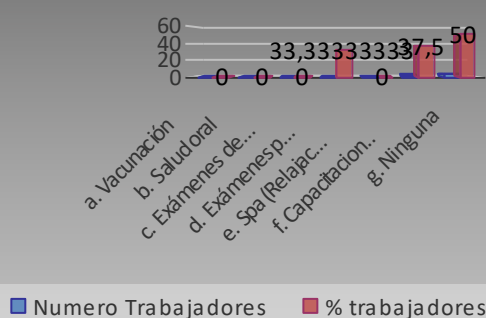 60
40
20
0
0
0
0
33,33333333
0
37,5
50
a. Vacunación
b. Salud oral
c. Exámenes de...
d. Exámenes p...
e. Spa (Relajac...
f. Capacitacion..
g. Ninguna
Numero Trabajadores
% trabajadores